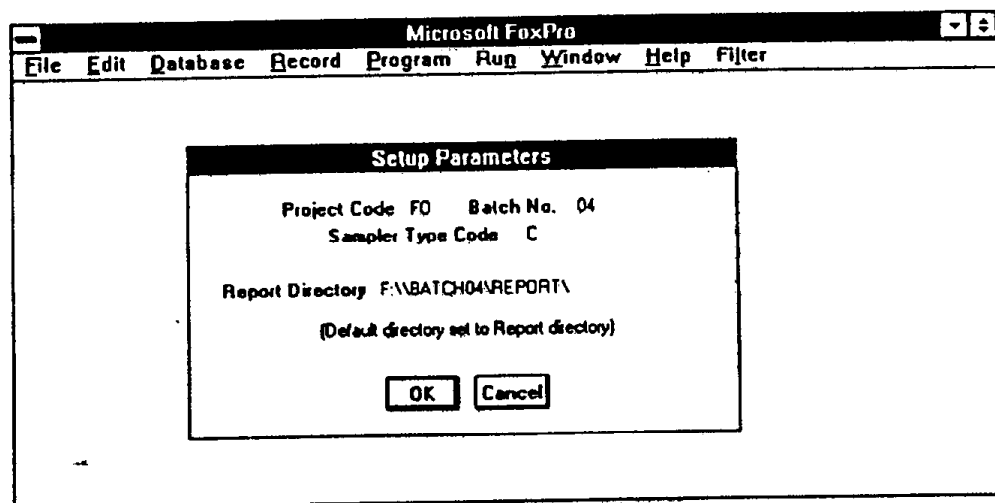 Microsoft FoxPro
File Edit Database Record Program Run Window Help Filter
Setup Parameters
Project Code FO Batch No. 04
Sampler Type Code C
Report Directory F:\\BATCH04\REPORT\
(Default directory set to Report directory)
OK Cancel